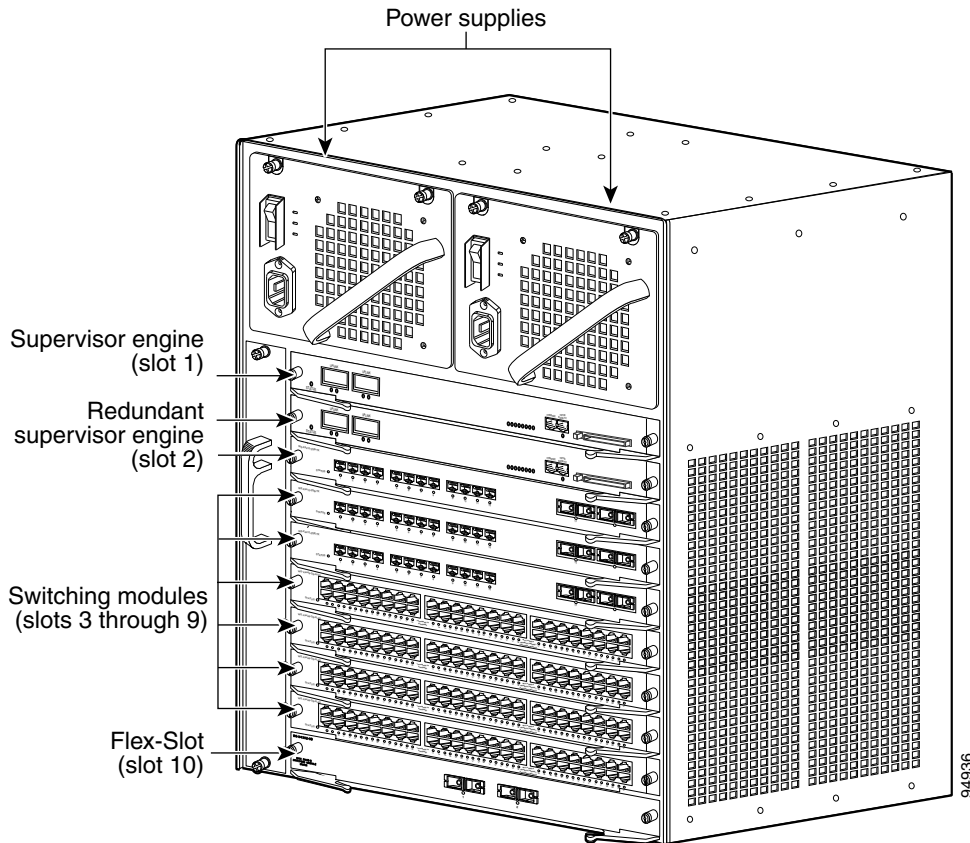 Power supplies
Supervisor engine
(slot 1)
Redundant
supervisor engine
(slot 2)
Switching modules
(slots 3 through 9)
Flex-Slot
(slot 10)
94936